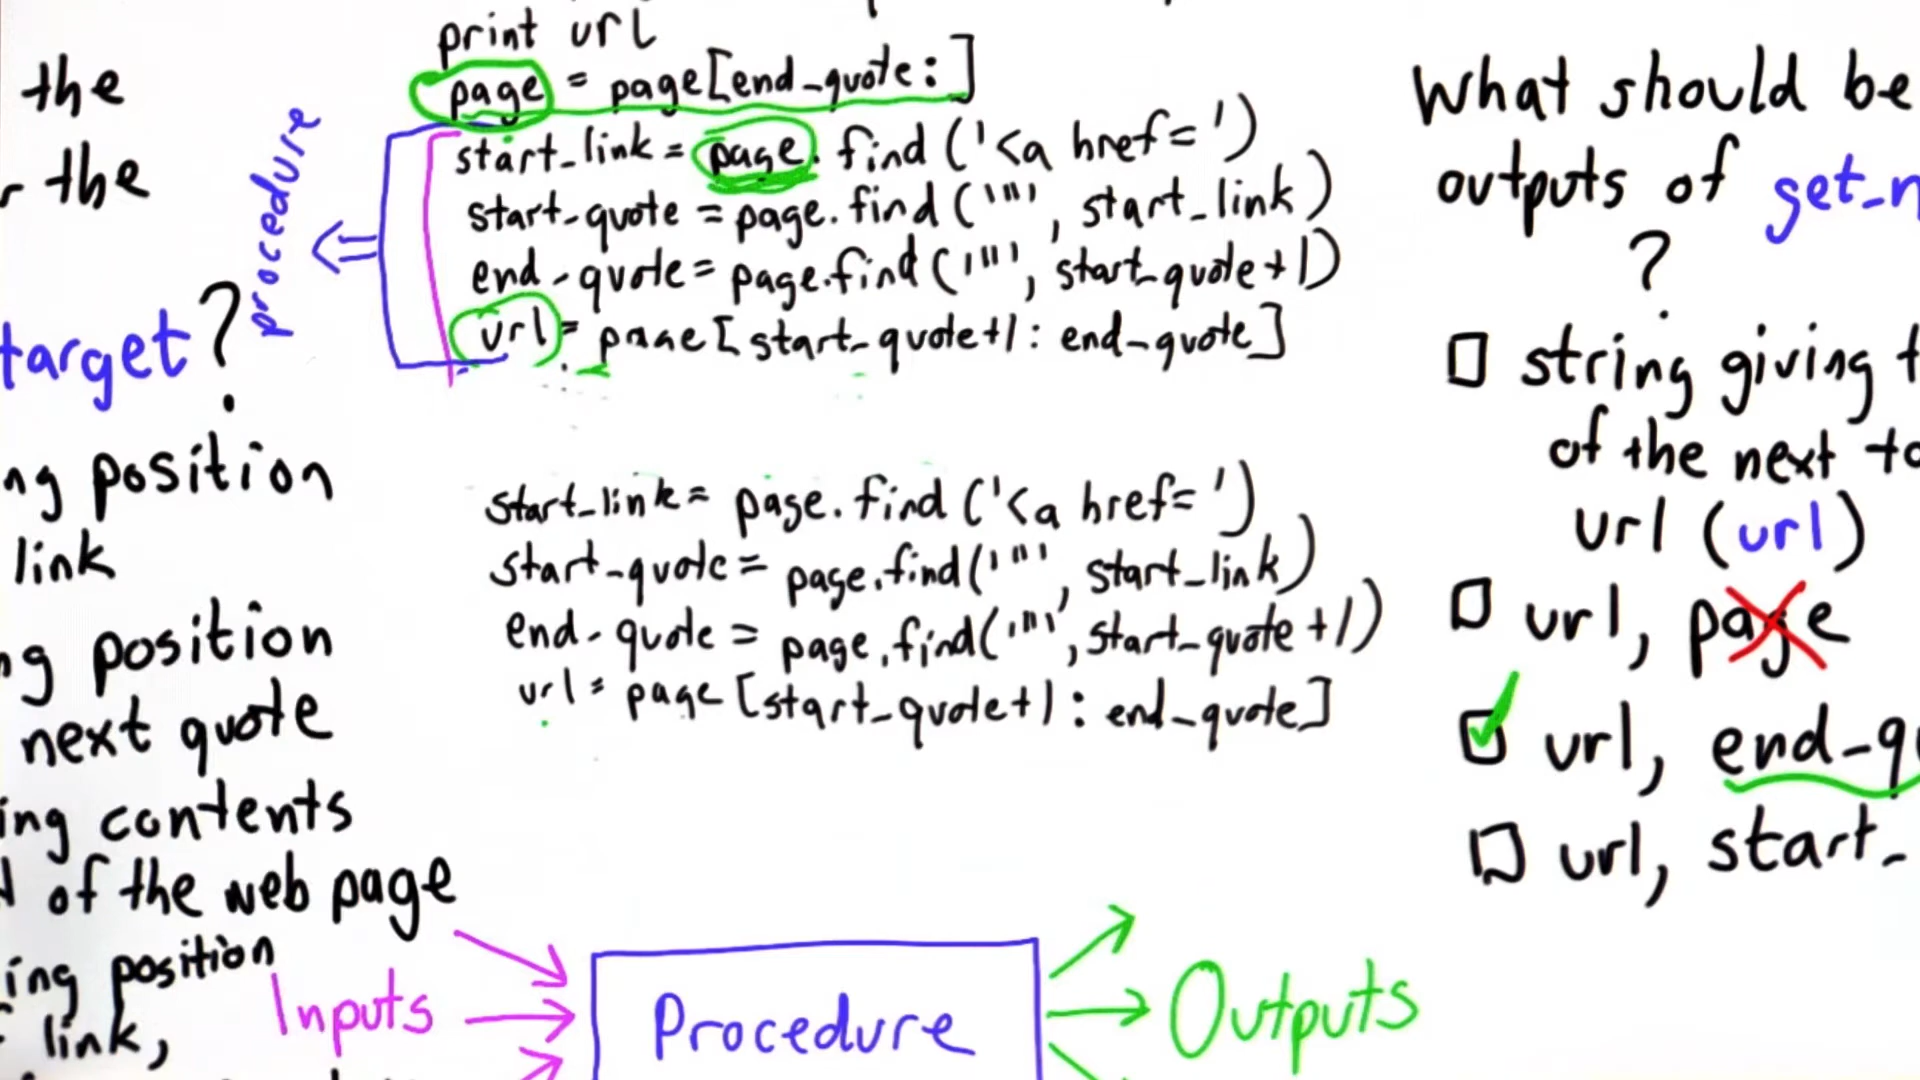 the
the
target?
position
link
position
next quote
contents
of the web page
position
link,
procedure
print url
page = page[end_quote:]
start_link = page.find('<a href=')
start_quote = page.find('"', start_link)
end_quote = page.find('"', start_quote+1)
url = page[start_quote+1:end_quote]
start_link = page.find('<a href=')
start_quote = page.find('"', start_link)
end_quote = page.find('"', start_quote+1)
url = page[start_quote+1:end_quote]
Inputs
Procedure
Outputs
What should be
outputs of get_n
?
string giving
of the next
url (url)
url, page
url, end_q
url, start_